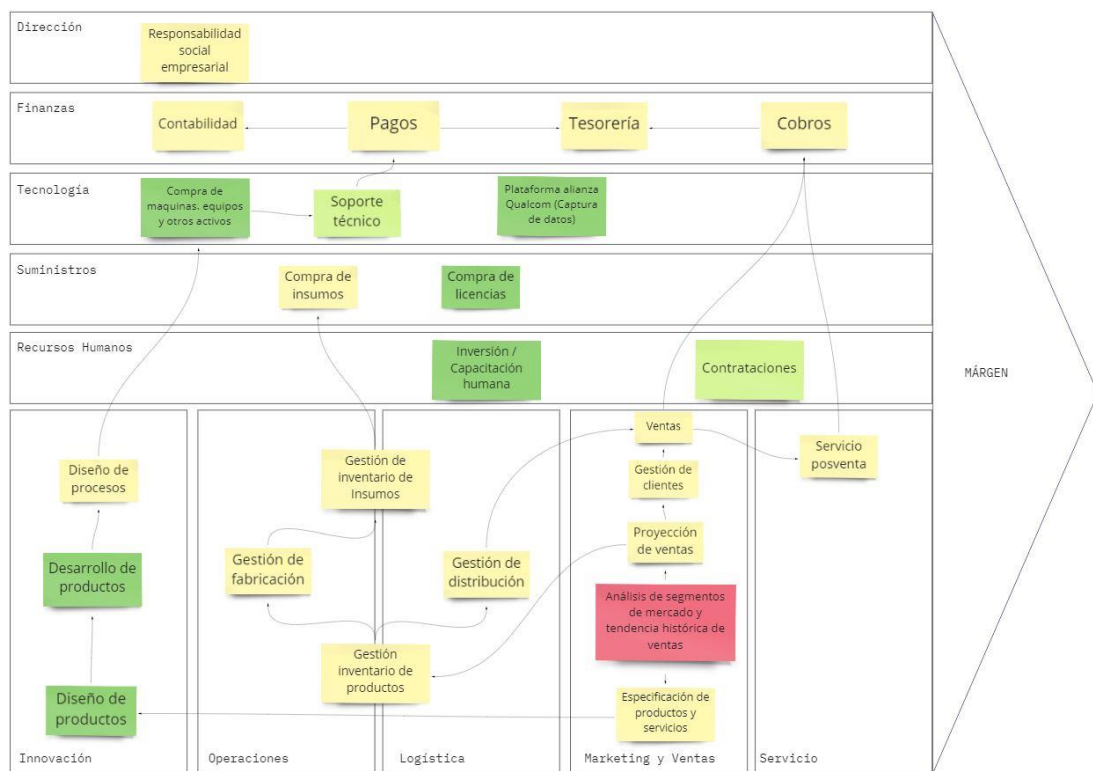 Dirección
Responsabilidad
social
empresarial
Finanzas
Contabilidad
Pagos
Tesorería
Cobros
Tecnología
Compra de
maquinas. equipos
y otros activos
Soporte
técnico
Plataforma alianza
Qualcom (Captura
de datos)
Suministros
Compra de
insumos
Compra de
licencias
Recursos Humanos
Inversión /
Capacitación
humana
Contrataciones
MÁRGEN
Diseño de
procesos
Desarrollo de
productos
Diseño de
productos
Innovación
Gestión de
inventario de
Insumos
Gestión de
fabricación
Gestión
inventario de
productos
Operaciones
Gestión de
distribución
Logística
Ventas
Gestión de
clientes
Proyección
de ventas
Análisis de segmentos
de mercado y
tendencia histórica de
ventas
Especificación de
productos y
servicios
Marketing y Ventas
Servicio
posventa
Servicio